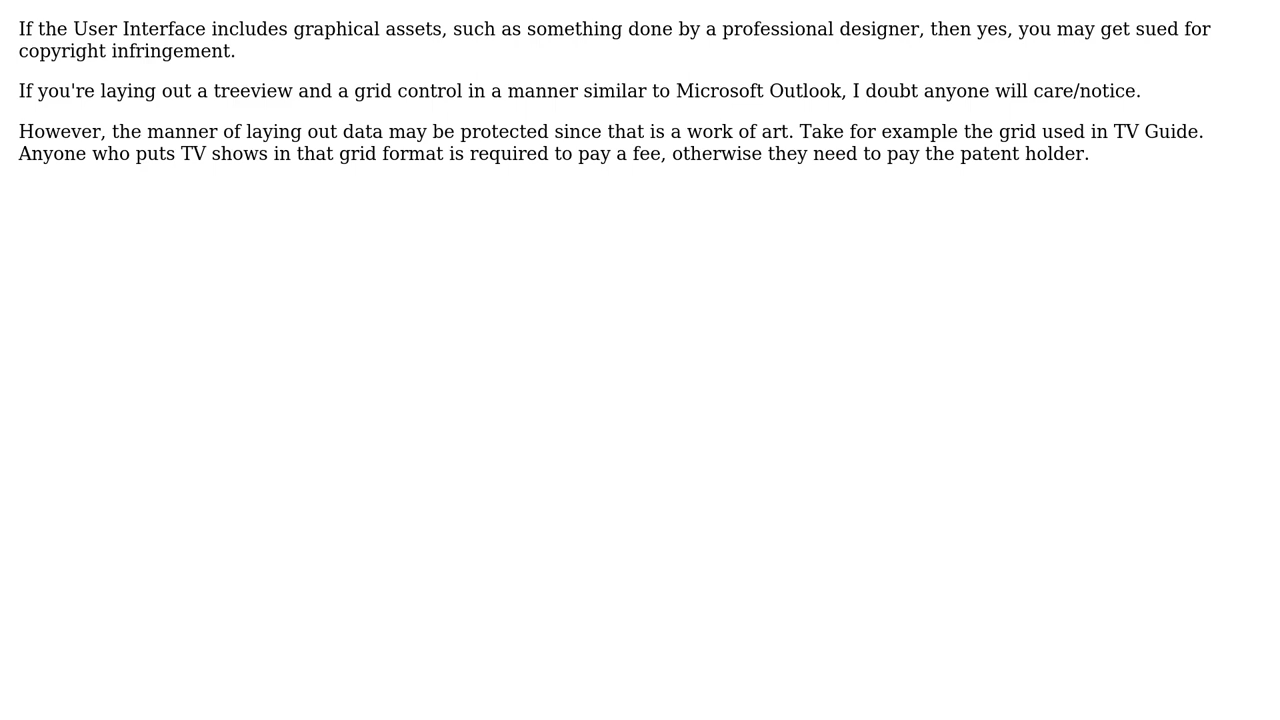 If the User Interface includes graphical assets, such as something done by a professional designer, then yes, you may get sued for
copyright infringement.
If you're laying out a treeview and a grid control in a manner similar to Microsoft Outlook, I doubt anyone will care/notice.
However, the manner of laying out data may be protected since that is a work of art. Take for example the grid used in TV Guide.
Anyone who puts TV shows in that grid format is required to pay a fee, otherwise they need to pay the patent holder.